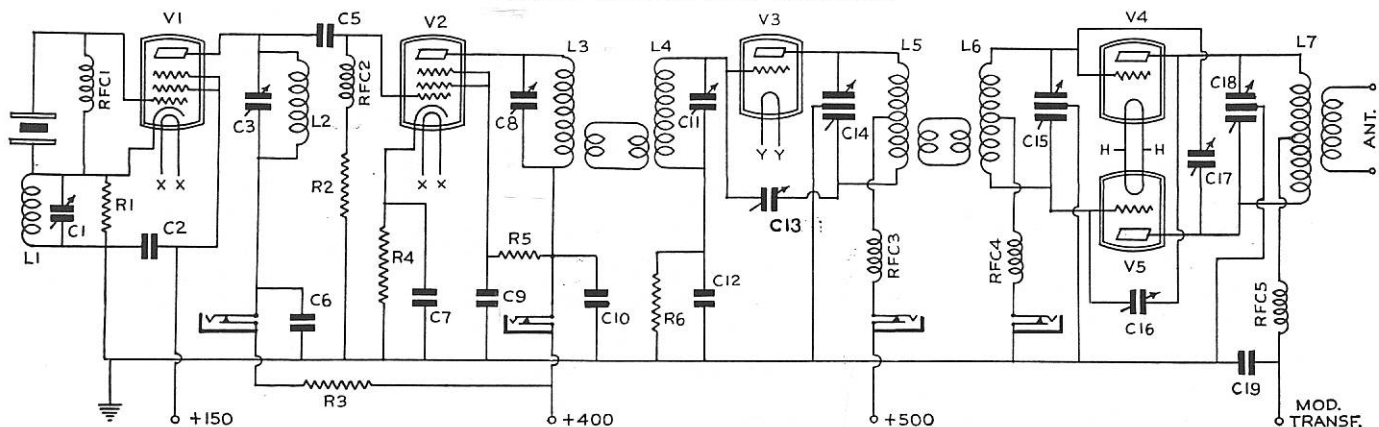 V1
C5
V2
V3
V4
RFC1
C3
L2
RFC2
L3
L4
C8
C11
C14
L5
L6
C15
C18
L7
ANT.
X X
X X
Y Y
H H
C17
C1
R1
C2
L1
R2
R4
R5
C13
RFC3
RFC4
V5
C16
RFC5
C6
C7
C9
C10
R6
C12
C19
R3
+150
+400
+500
MOD.
TRANSF.